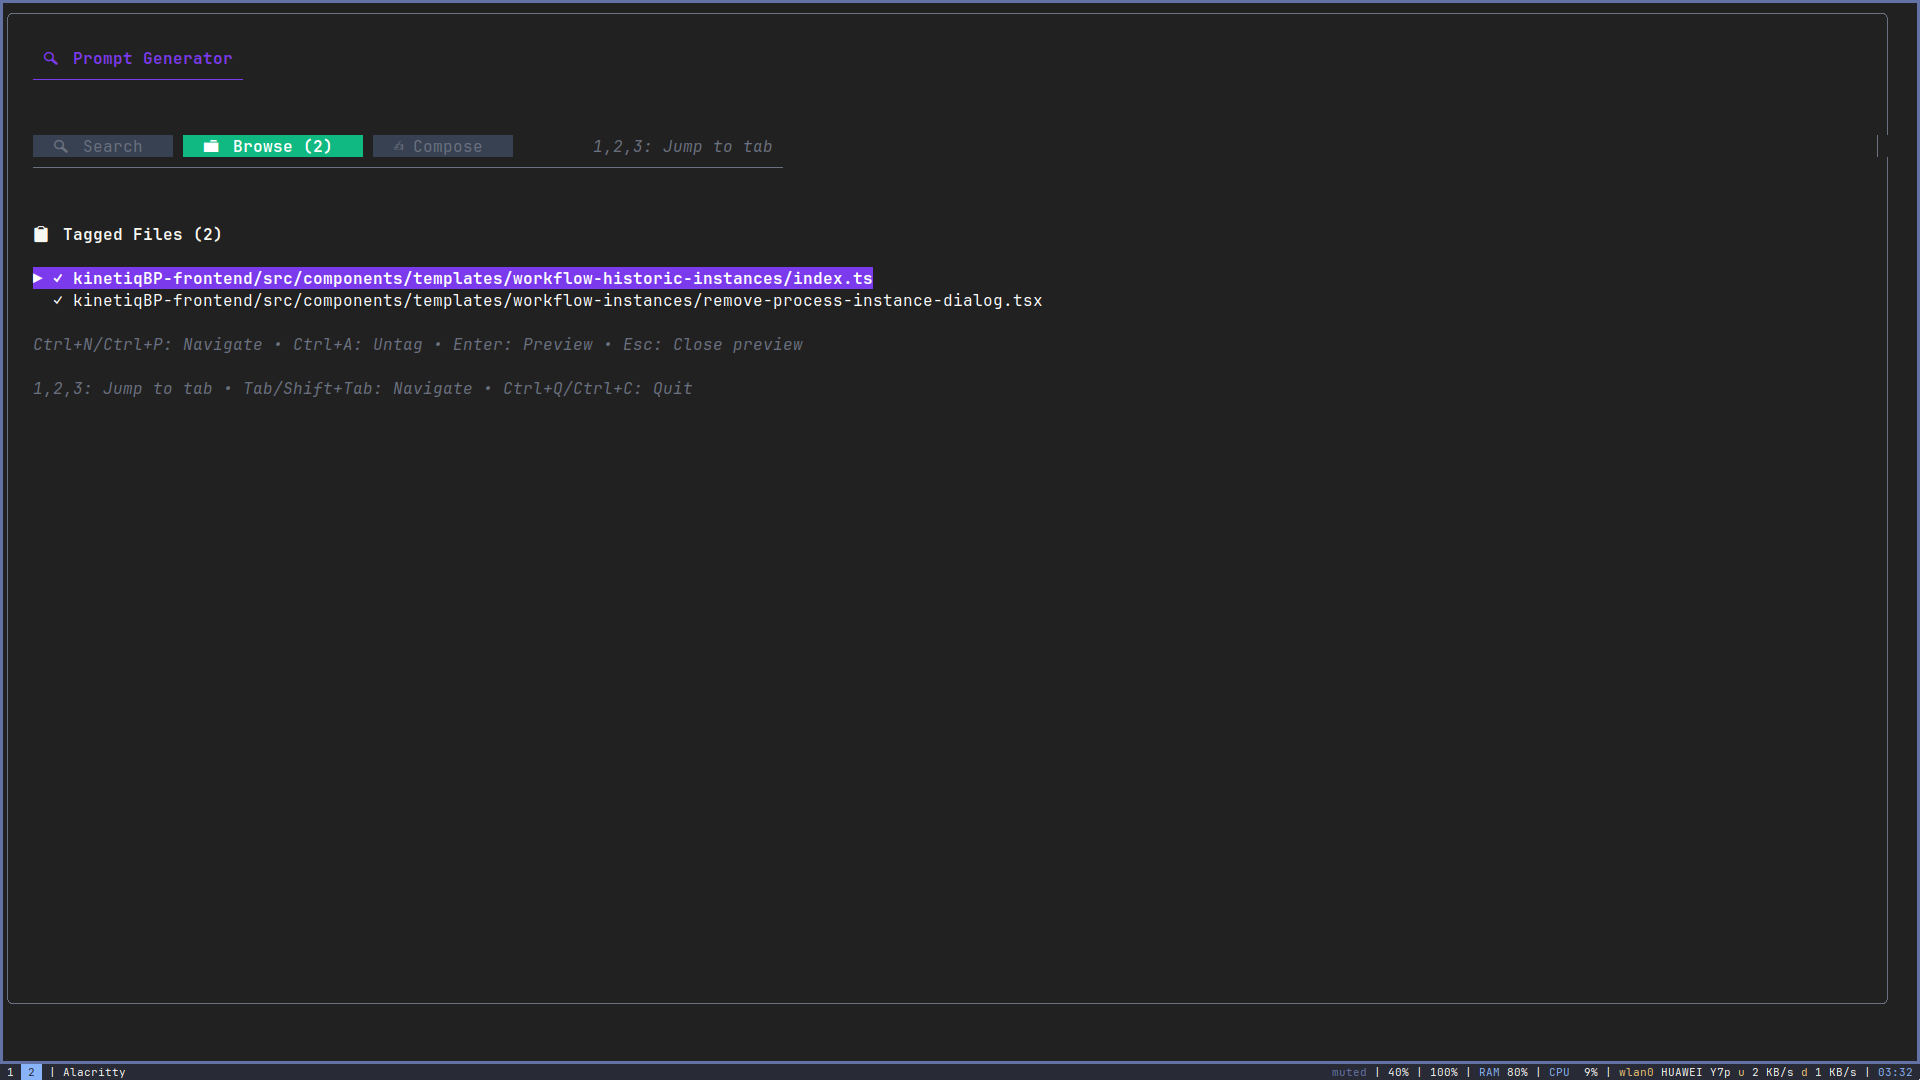 🔍 Prompt Generator
🔍 Search 📁 Browse (2) ✍ Compose 1,2,3: Jump to tab
📋 Tagged Files (2)
▶ ✓ kinetiqBP-frontend/src/components/templates/workflow-historic-instances/index.ts
✓ kinetiqBP-frontend/src/components/templates/workflow-instances/remove-process-instance-dialog.tsx
Ctrl+N/Ctrl+P: Navigate • Ctrl+A: Untag • Enter: Preview • Esc: Close preview
1,2,3: Jump to tab • Tab/Shift+Tab: Navigate • Ctrl+Q/Ctrl+C: Quit
1 2 | Alacritty muted | 40% | 100% | RAM 80% | CPU 9% | wlan0 HUAWEI Y7p u 2 KB/s d 1 KB/s | 03:32